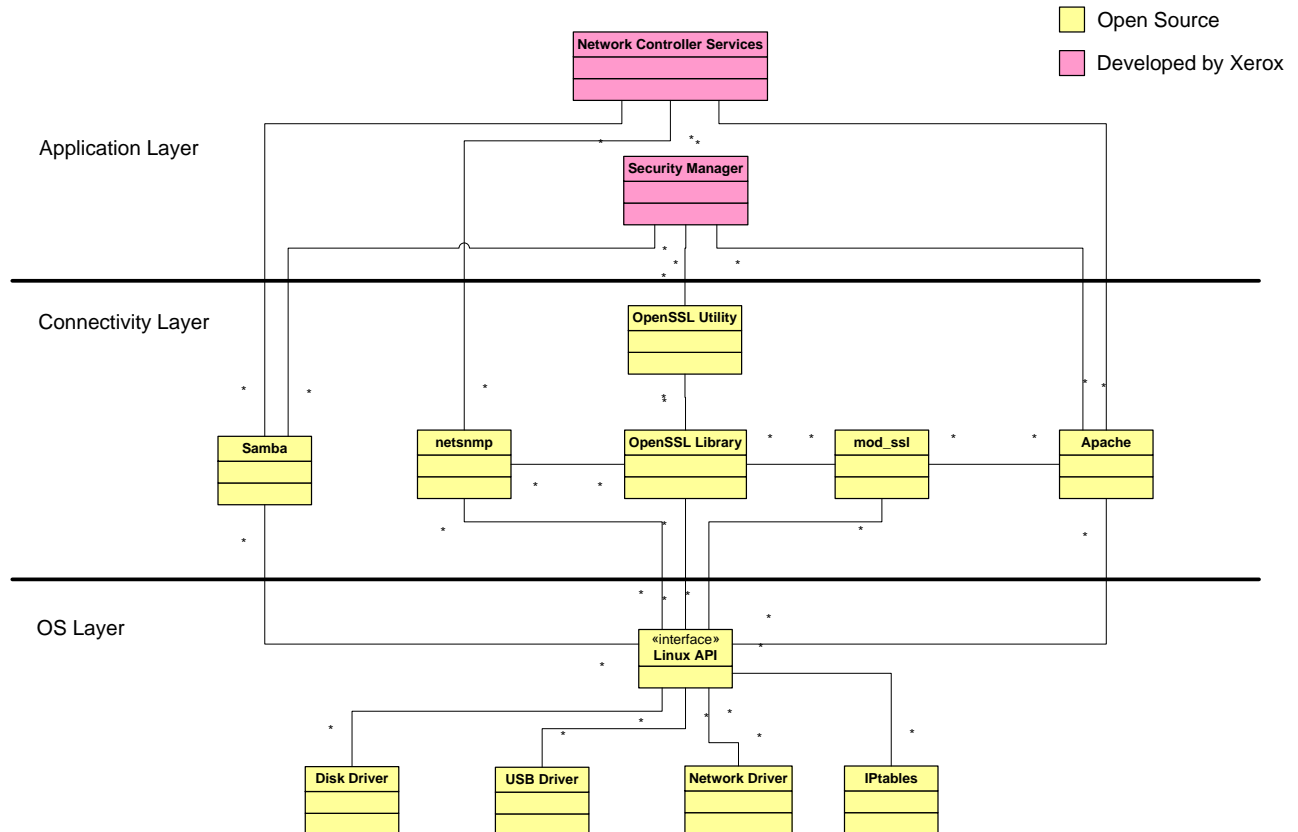 Open Source
Network Controller Services
Developed by Xerox
Application Layer
*
*
*
Security Manager
*
*
*
*
Connectivity Layer
OpenSSL Utility
*
*
*
*
*
*
*
Samba
netsnmp
OpenSSL Library
*
*
mod_ssl
*
*
Apache
*
*
*
*
*
*
*
*
*
*
*
OS Layer
*
«interface»
Linux API
*
*
*
*
*
*
*
*
*
*
Disk Driver
USB Driver
Network Driver
IPtables